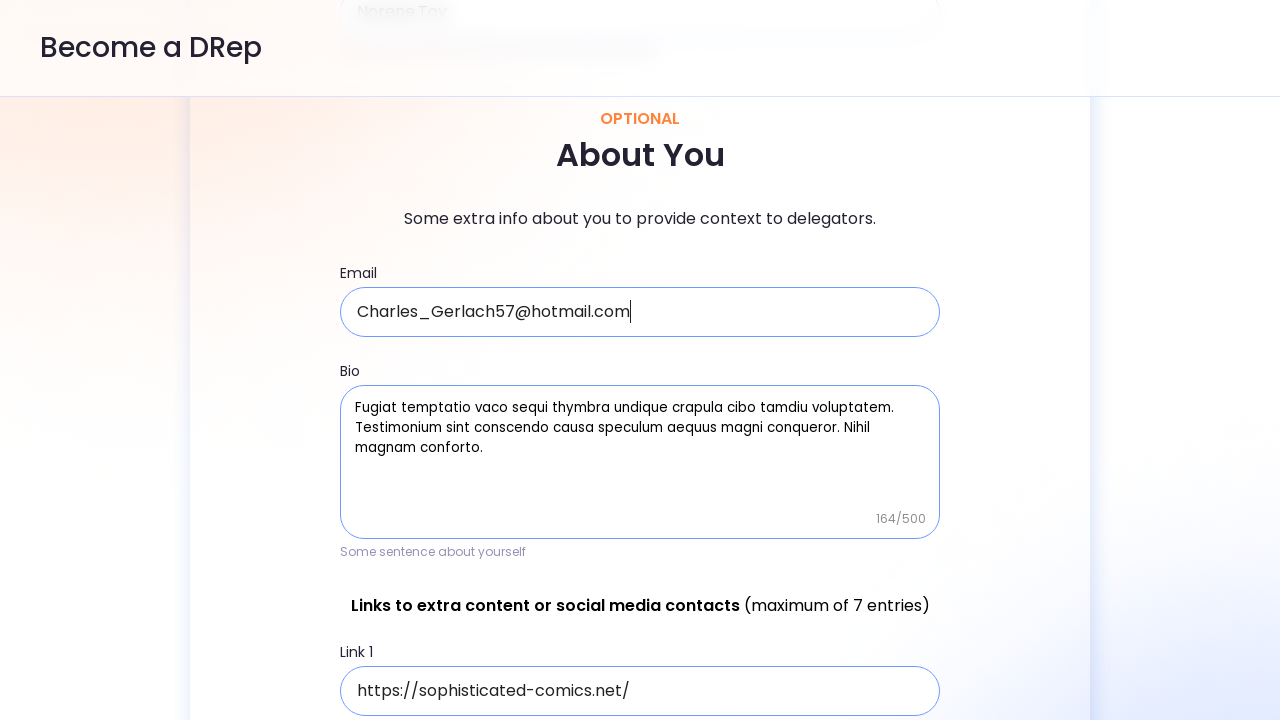 Norene Toy
Become a DRep
OPTIONAL
About You
Some extra info about you to provide context to delegators.
Email
Charles_Gerlach57@hotmail.com
Bio
Fugiat temptatio vaco sequi thymbra undique crapula cibo tamdiu voluptatem.
Testimonium sint conscendo causa speculum aequus magni conqueror. Nihil
magnam conforto.
164/500
Some sentence about yourself
Links to extra content or social media contacts (maximum of 7 entries)
Link 1
https://sophisticated-comics.net/